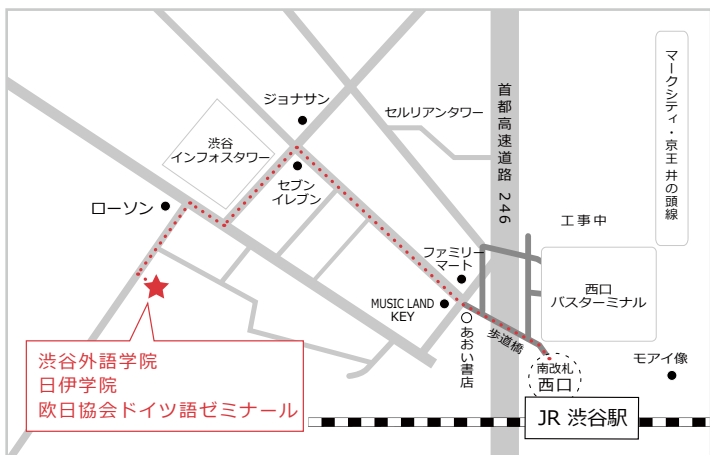 ジョナサン
セルリアンタワー
首都高速道路 246
マークシティ・京王 井の頭線
渋谷
インフォスタワー
セブン
イレブン
ローソン
工事中
ファミリー
マート
西口
バスターミナル
MUSIC LAND
KEY
あおい書店
歩道橋
南改札
西口
モアイ像
JR 渋谷駅
渋谷外語学院
日伊学院
欧日協会ドイツ語ゼミナール